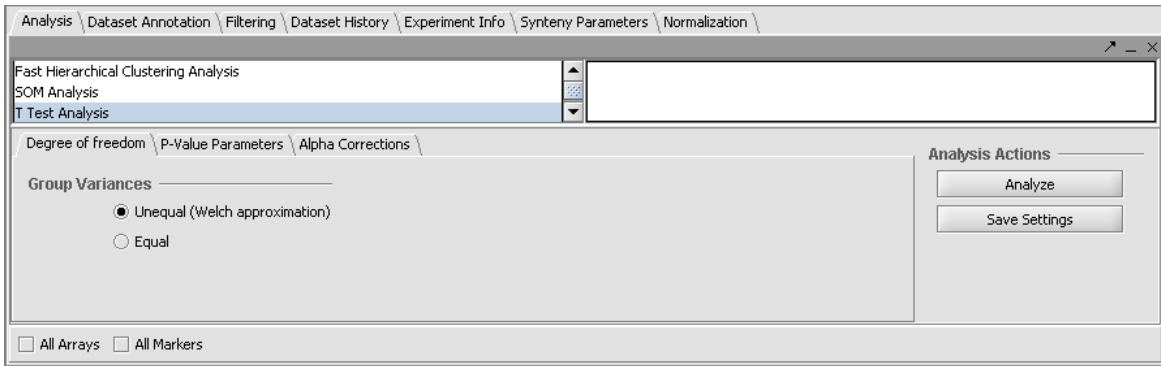 Analysis Dataset Annotation Filtering Dataset History Experiment Info Synteny Parameters Normalization
Fast Hierarchical Clustering Analysis
SOM Analysis
T Test Analysis
Degree of freedom P-Value Parameters Alpha Corrections
Group Variances
Unequal (Welch approximation)
Equal
Analysis Actions
Analyze
Save Settings
All Arrays All Markers